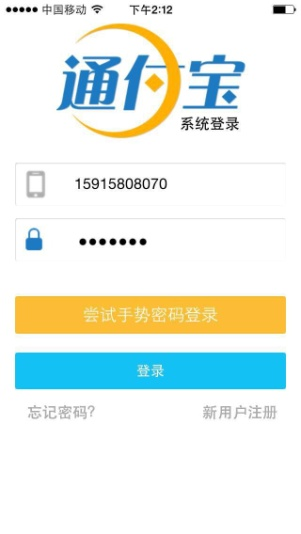 中国移动 下午2:12
通付宝
系统登录
15915808070
●●●●●●●
尝试手势密码登录
登录
忘记密码? 新用户注册